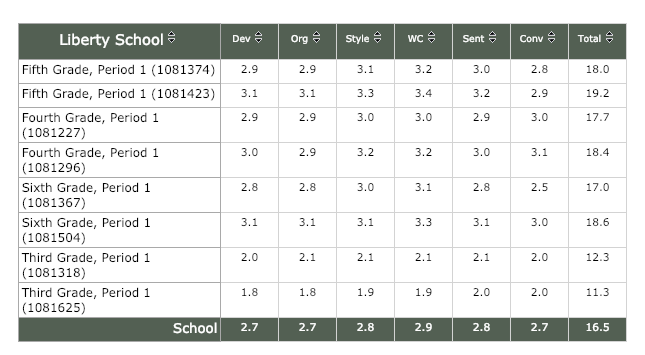 Liberty School Dev Org Style WC Sent Conv Total
Fifth Grade, Period 1 (1081374) 2.9 2.9 3.1 3.2 3.0 2.8 18.0
Fifth Grade, Period 1 (1081423) 3.1 3.1 3.3 3.4 3.2 2.9 19.2
Fourth Grade, Period 1 2.9 2.9 3.0 3.0 2.9 3.0 17.7
(1081227)
Fourth Grade, Period 1 3.0 2.9 3.2 3.2 3.0 3.1 18.4
(1081296)
Sixth Grade, Period 1 2.8 2.8 3.0 3.1 2.8 2.5 17.0
(1081367)
Sixth Grade, Period 1 3.1 3.1 3.1 3.3 3.1 3.0 18.6
(1081504)
Third Grade, Period 1 2.0 2.1 2.1 2.1 2.1 2.0 12.3
(1081318)
Third Grade, Period 1 1.8 1.8 1.9 1.9 2.0 2.0 11.3
(1081625)
School 2.7 2.7 2.8 2.9 2.8 2.7 16.5